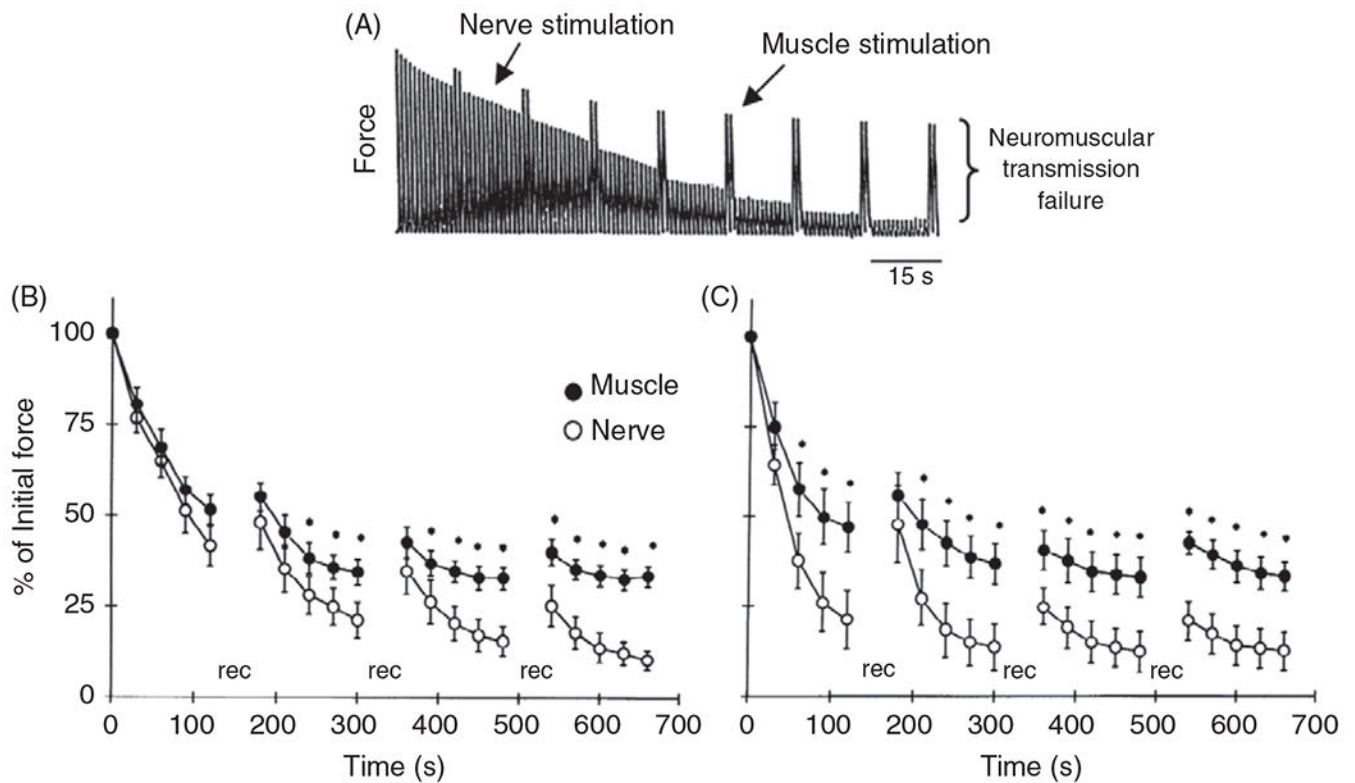 (A)
Nerve stimulation
Muscle stimulation
Force
Neuromuscular
transmission
failure
15 s
(B)
100
75
50
25
0
% of Initial force
Muscle
Nerve
rec
rec
rec
0
100
200
300
400
500
600
700
Time (s)
(C)
rec
rec
rec
0
100
200
300
400
500
600
700
Time (s)